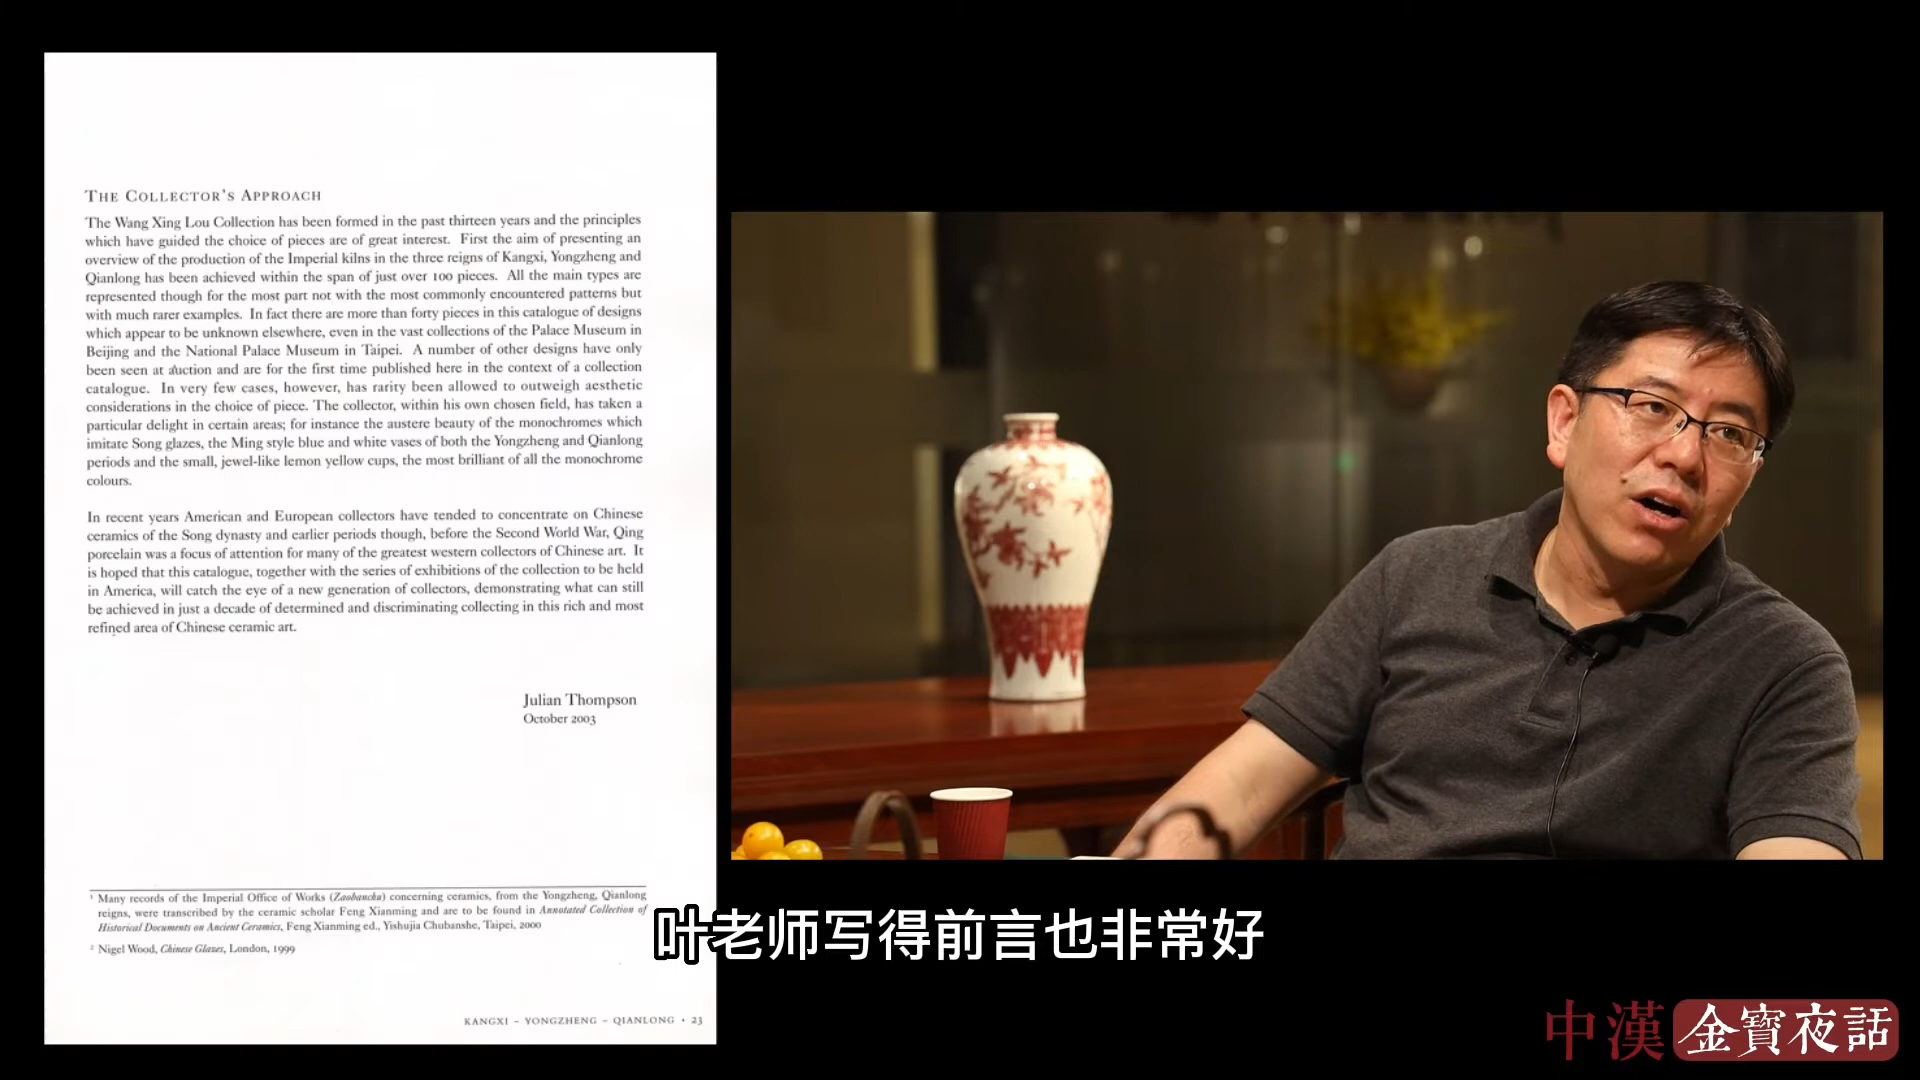 THE COLLECTOR'S APPROACH
The Wang Xing Lou Collection has been formed in the past thirteen years and the principles
which have guided the choice of pieces are of great interest. First the aim of presenting an
overview of the production of the Imperial kilns in the three reigns of Kangxi, Yongzheng and
Qianlong has been achieved within the span of just over 100 pieces. All the main types are
represented though for the most part not with the most commonly encountered patterns but
with much rarer examples. In fact there are more than forty pieces in this catalogue of designs
which appear to be unknown elsewhere, even in the vast collections of the Palace Museum in
Beijing and the National Palace Museum in Taipei. A number of other designs have only
been seen at auction and are for the first time published here in the context of a collection
catalogue. In very few cases, however, has rarity been allowed to outweigh aesthetic
considerations in the choice of piece. The collector, within his own chosen field, has taken a
particular delight in certain areas; for instance the austere beauty of the monochromes which
imitate Song glazes, the Ming style blue and white vases of both the Yongzheng and Qianlong
periods and the small, jewel-like lemon yellow cups, the most brilliant of all the monochrome
colours.
In recent years American and European collectors have tended to concentrate on Chinese
ceramics of the Song dynasty and earlier periods though, before the Second World War, Qing
porcelain was a focus of attention for many of the greatest western collectors of Chinese art. It
is hoped that this catalogue, together with the series of exhibitions of the collection to be held
in America, will catch the eye of a new generation of collectors, demonstrating what can still
be achieved in just a decade of determined and discriminating collecting in this rich and most
refined area of Chinese ceramic art.
Julian Thompson
October 2003
¹ Many records of the Imperial Office of Works (Zaobancha) concerning ceramics, from the Yongzheng, Qianlong
reigns, were transcribed by the ceramic scholar Feng Xianming and are to be found in Annotated Collection of
Historical Documents on Ancient Ceramics, Feng Xianming ed., Yishujia Chubanshe, Taipei, 2000
² Nigel Wood, Chinese Glazes, London, 1999
KANGXI – YONGZHENG – QIANLONG • 23
叶老师写得前言也非常好
中漢 金寶夜話